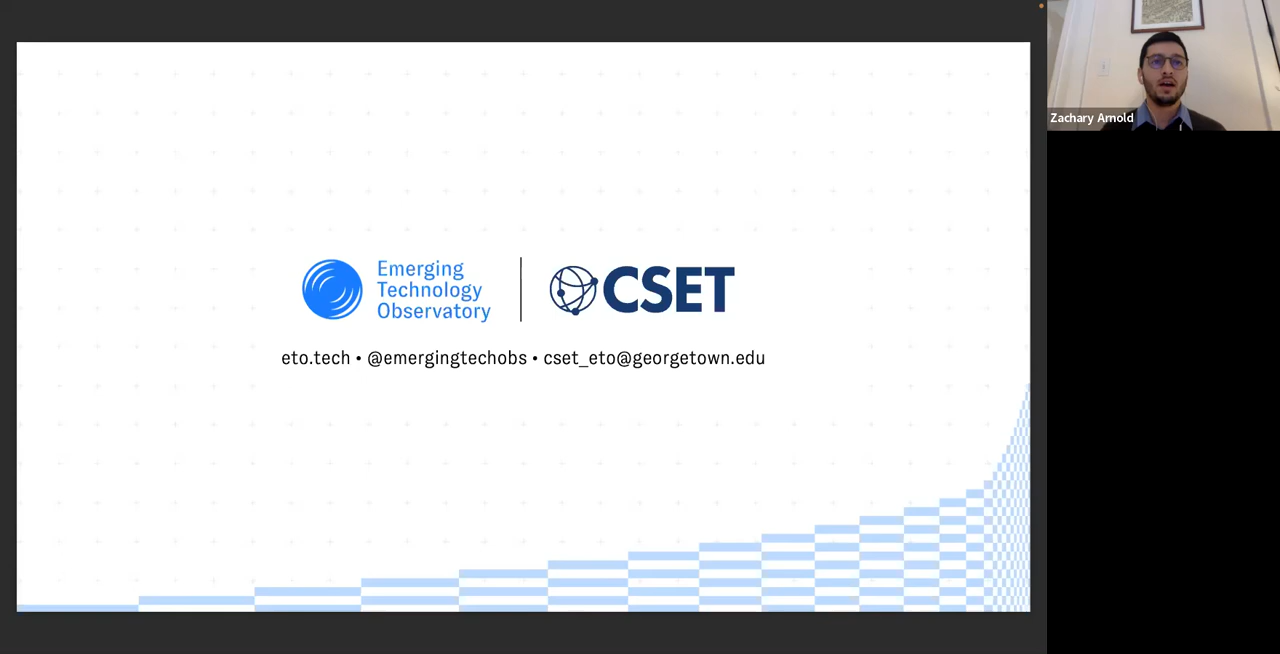 Zachary Arnold
Emerging
Technology
Observatory
CSET
eto.tech • @emergingtechobs • cset_eto@georgetown.edu